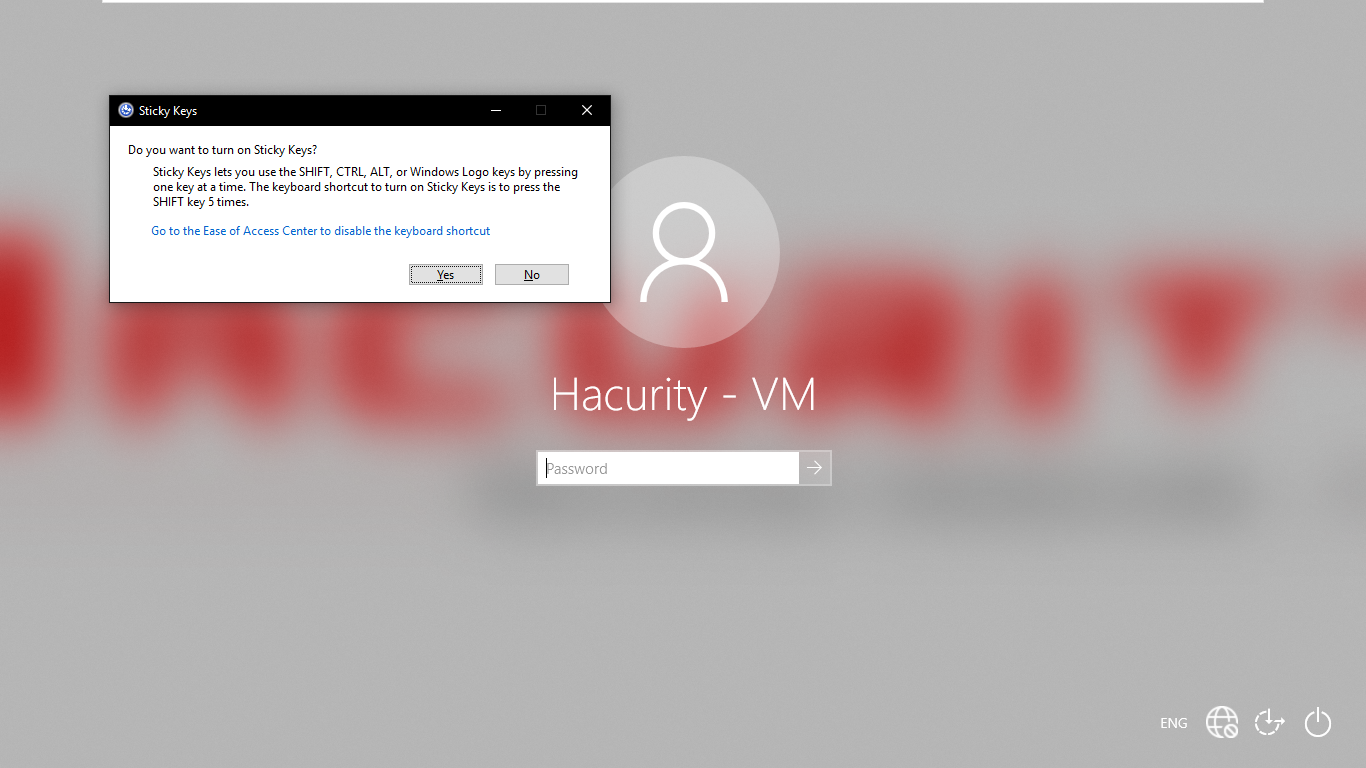 Sticky Keys
Do you want to turn on Sticky Keys?
Sticky Keys lets you use the SHIFT, CTRL, ALT, or Windows Logo keys by pressing
one key at a time. The keyboard shortcut to turn on Sticky Keys is to press the
SHIFT key 5 times.
Go to the Ease of Access Center to disable the keyboard shortcut
Yes No
Hacurity - VM
Password
ENG